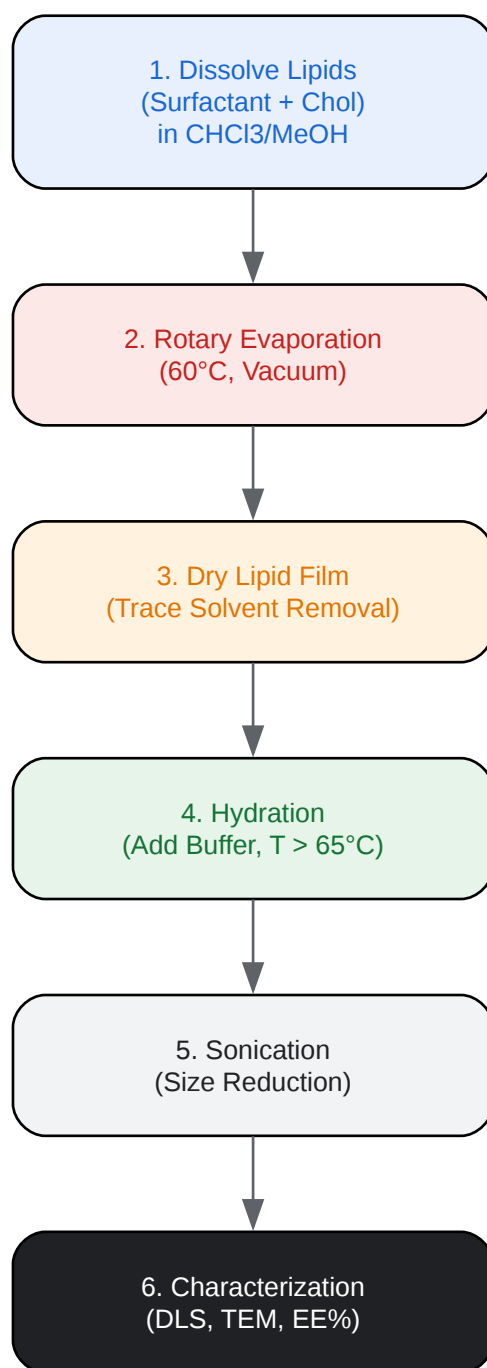 1. Dissolve Lipids
(Surfactant + Chol)
in CHCl3/MeOH
2. Rotary Evaporation
(60°C, Vacuum)
3. Dry Lipid Film
(Trace Solvent Removal)
4. Hydration
(Add Buffer, T > 65°C)
5. Sonication
(Size Reduction)
6. Characterization
(DLS, TEM, EE%)